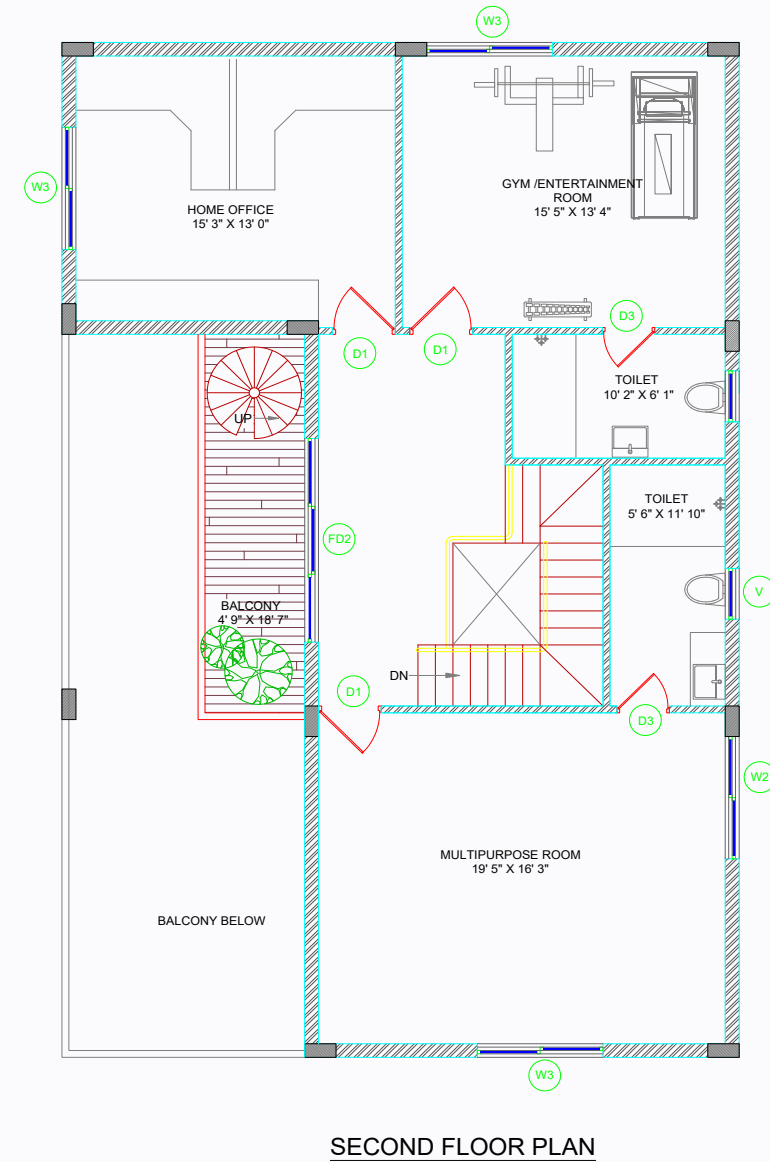 W3
W3
HOME OFFICE
15' 3" X 13' 0"
GYM /ENTERTAINMENT
ROOM
15' 5" X 13' 4"
D1
D1
D3
TOILET
10' 2" X 6' 1"
UP
TOILET
5' 6" X 11' 10"
FD2
V
BALCONY
4' 9" X 18' 7"
DN
D1
D3
W2
MULTIPURPOSE ROOM
19' 5" X 16' 3"
BALCONY BELOW
W3
SECOND FLOOR PLAN